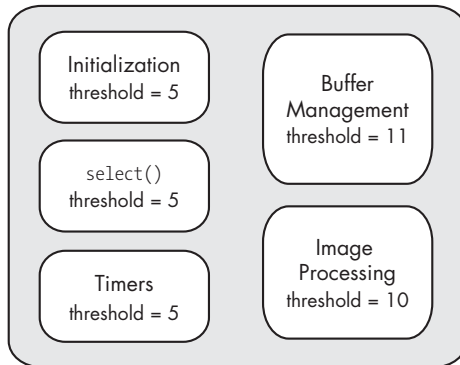 Initialization
threshold = 5
select()
threshold = 5
Timers
threshold = 5
Buffer
Management
threshold = 11
Image
Processing
threshold = 10